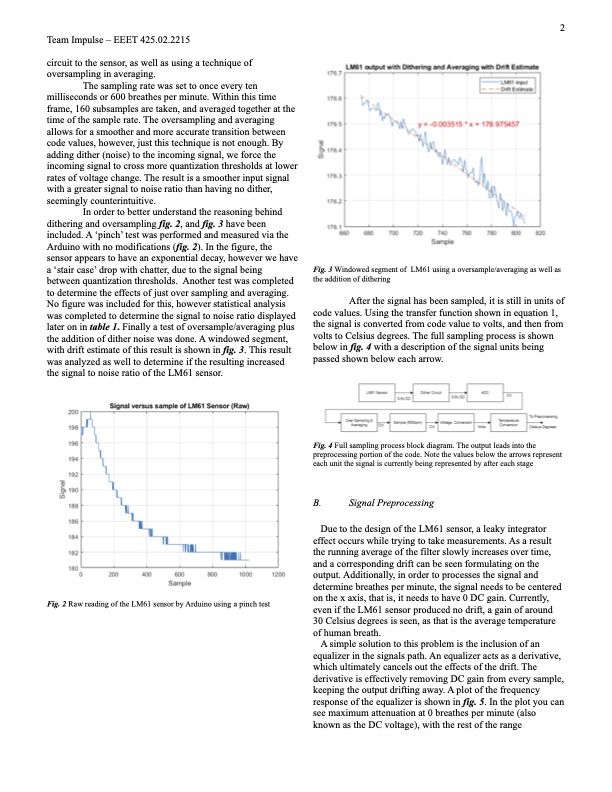 2
Team Impulse – EEET 425.02.2215
circuit to the sensor, as well as using a technique of
oversampling in averaging.
The sampling rate was set to once every ten
milliseconds or 600 breathes per minute. Within this time
frame, 160 subsamples are taken, and averaged together at the
time of the sample rate. The oversampling and averaging
allows for a smoother and more accurate transition between
code values, however, just this technique is not enough. By
adding dither (noise) to the incoming signal, we force the
incoming signal to cross more quantization thresholds at lower
rates of voltage change. The result is a smoother input signal
with a greater signal to noise ratio than having no dither,
seemingly counterintuitive.
In order to better understand the reasoning behind
dithering and oversampling fig. 2, and fig. 3 have been
included. A ‘pinch’ test was performed and measured via the
Arduino with no modifications (fig. 2). In the figure, the
sensor appears to have an exponential decay, however we have
a ‘stair case’ drop with chatter, due to the signal being
between quantization thresholds.  Another test was completed
to determine the effects of just over sampling and averaging.
No figure was included for this, however statistical analysis
was completed to determine the signal to noise ratio displayed
later on in table 1. Finally a test of oversample/averaging plus
the addition of dither noise was done. A windowed segment,
with drift estimate of this result is shown in fig. 3. This result
was analyzed as well to determine if the resulting increased
the signal to noise ratio of the LM61 sensor.
Signal versus sample of LM61 Sensor (Raw)
200
198
196
194
192
190
188
186
184
182
180
Signal
0 200 400 600 800 1000 1200
Sample
Fig. 2 Raw reading of the LM61 sensor by Arduino using a pinch test
LM61 output with Dithering and Averaging with Drift Estimate
176.7
176.6
176.5
176.4
176.3
176.2
176.1
Signal
LM61 input
Drift Estimate
y = -0.003515 * x + 178.975457
660 680 700 720 740 760 780 800 820
Sample
Fig. 3 Windowed segment of  LM61 using a oversample/averaging as well as
the addition of dithering
After the signal has been sampled, it is still in units of
code values. Using the transfer function shown in equation 1,
the signal is converted from code value to volts, and then from
volts to Celsius degrees. The full sampling process is shown
below in fig. 4 with a description of the signal units being
passed shown below each arrow.
LM61 Sensor
Dither Circuit
ADC
CV
Over Sampling &
Averaging
CV
Sample (600bpm)
CV
Voltage Conversion
Volts
Temperature
Conversion
To Preprocessing
Celsius Degrees
Fig. 4 Full sampling process block diagram. The output leads into the
preprocessing portion of the code. Note the values below the arrows represent
each unit the signal is currently being represented by after each stage
B. Signal Preprocessing
Due to the design of the LM61 sensor, a leaky integrator
effect occurs while trying to take measurements. As a result
the running average of the filter slowly increases over time,
and a corresponding drift can be seen formulating on the
output. Additionally, in order to processes the signal and
determine breathes per minute, the signal needs to be centered
on the x axis, that is, it needs to have 0 DC gain. Currently,
even if the LM61 sensor produced no drift, a gain of around
30 Celsius degrees is seen, as that is the average temperature
of human breath.
A simple solution to this problem is the inclusion of an
equalizer in the signals path. An equalizer acts as a derivative,
which ultimately cancels out the effects of the drift. The
derivative is effectively removing DC gain from every sample,
keeping the output drifting away. A plot of the frequency
response of the equalizer is shown in fig. 5. In the plot you can
see maximum attenuation at 0 breathes per minute (also
known as the DC voltage), with the rest of the range